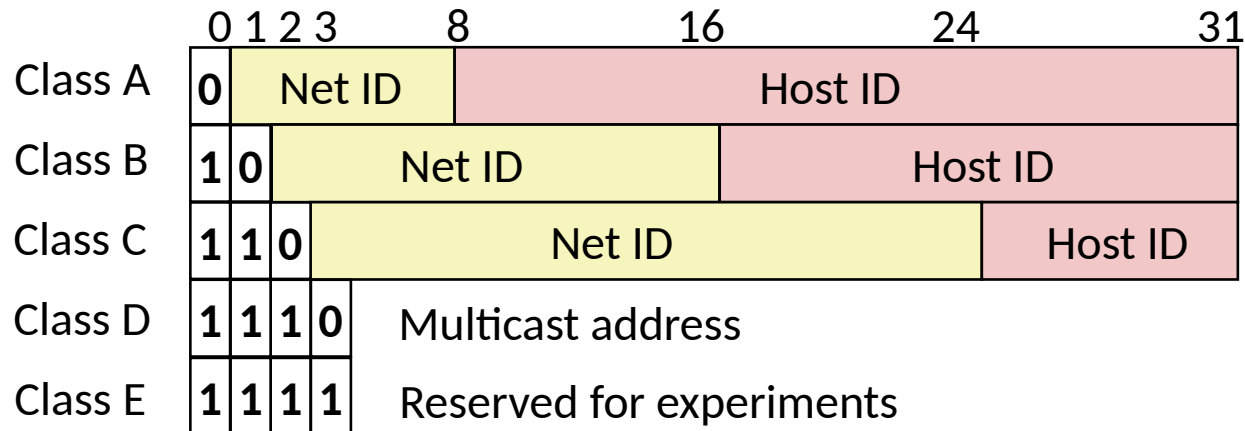 0 1 2 3 8 16 24 31
Class A 0 Net ID Host ID
Class B 1 0 Net ID Host ID
Class C 1 1 0 Net ID Host ID
Class D 1 1 1 0 Multicast address
Class E 1 1 1 1 Reserved for experiments